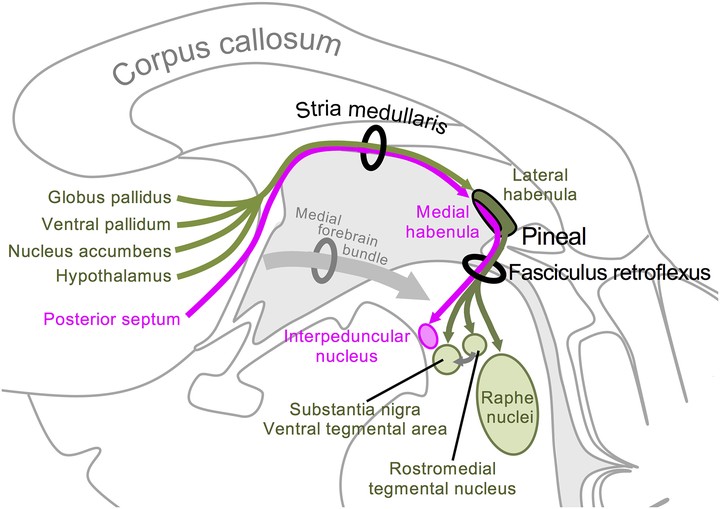 Corpus callosum
Stria medullaris
Lateral
habenula
Globus pallidus
Ventral pallidum
Nucleus accumbens
Hypothalamus
Posterior septum
Medial
forebrain
bundle
Medial
habenula
Pineal
Fasciculus retroflexus
Interpeduncular
nucleus
Substantia nigra
Ventral tegmental area
Raphe
nuclei
Rostromedial
tegmental nucleus